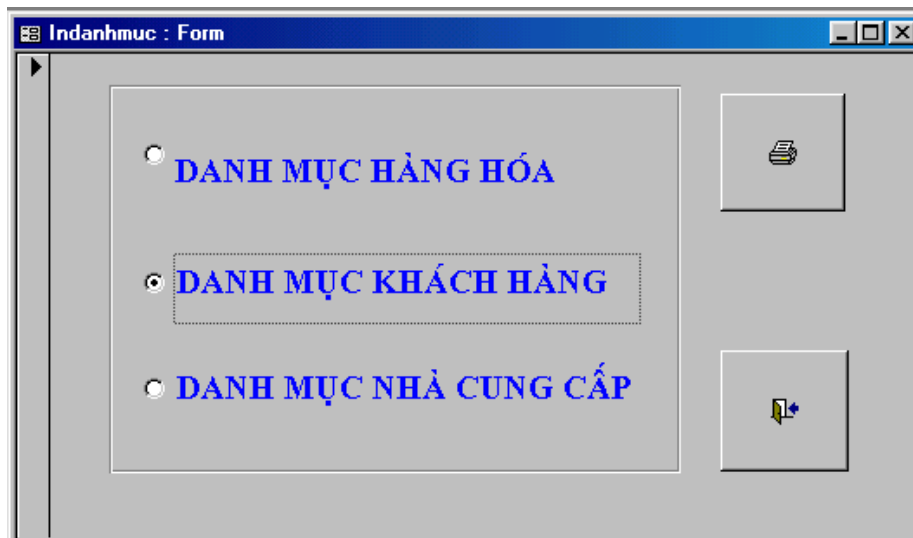 Indanhmuc : Form
DANH MỤC HÀNG HÓA
DANH MỤC KHÁCH HÀNG
DANH MỤC NHÀ CUNG CẤP